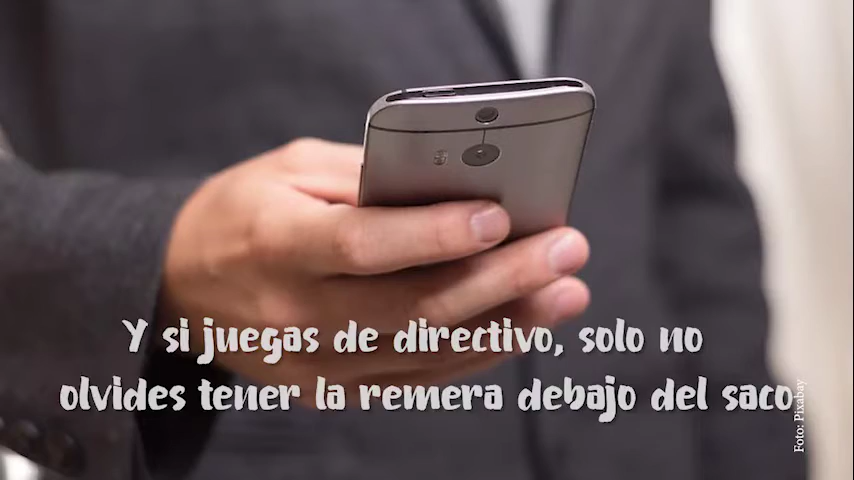 Y si juegas de directivo, solo no
olvides tener la remera debajo del saco
Foto: Pixabay